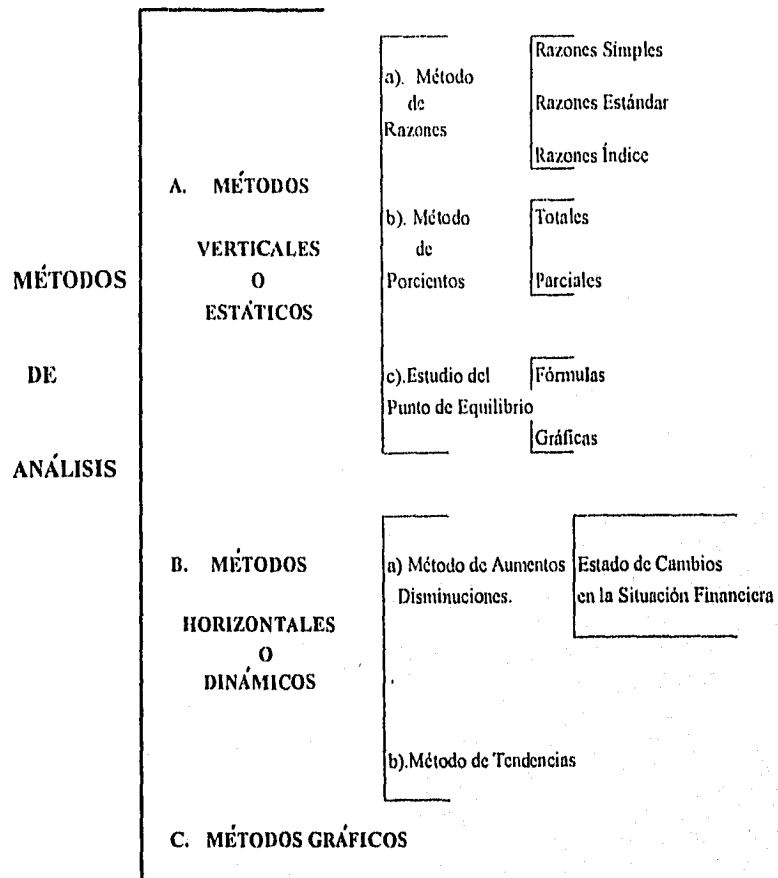 MÉTODOS
DE
ANÁLISIS
A. MÉTODOS
VERTICALES
O
ESTÁTICOS
a). Método
de
Razones
Razones Simples
Razones Estándar
Razones Índice
b). Método
de
Porcientos
Totales
Parciales
c).Estudio del
Punto de Equilibrio
Fórmulas
Gráficas
B. MÉTODOS
HORIZONTALES
O
DINÁMICOS
a) Método de Aumentos
Disminuciones.
Estado de Cambios
en la Situación Financiera
b).Método de Tendencias
C. MÉTODOS GRÁFICOS